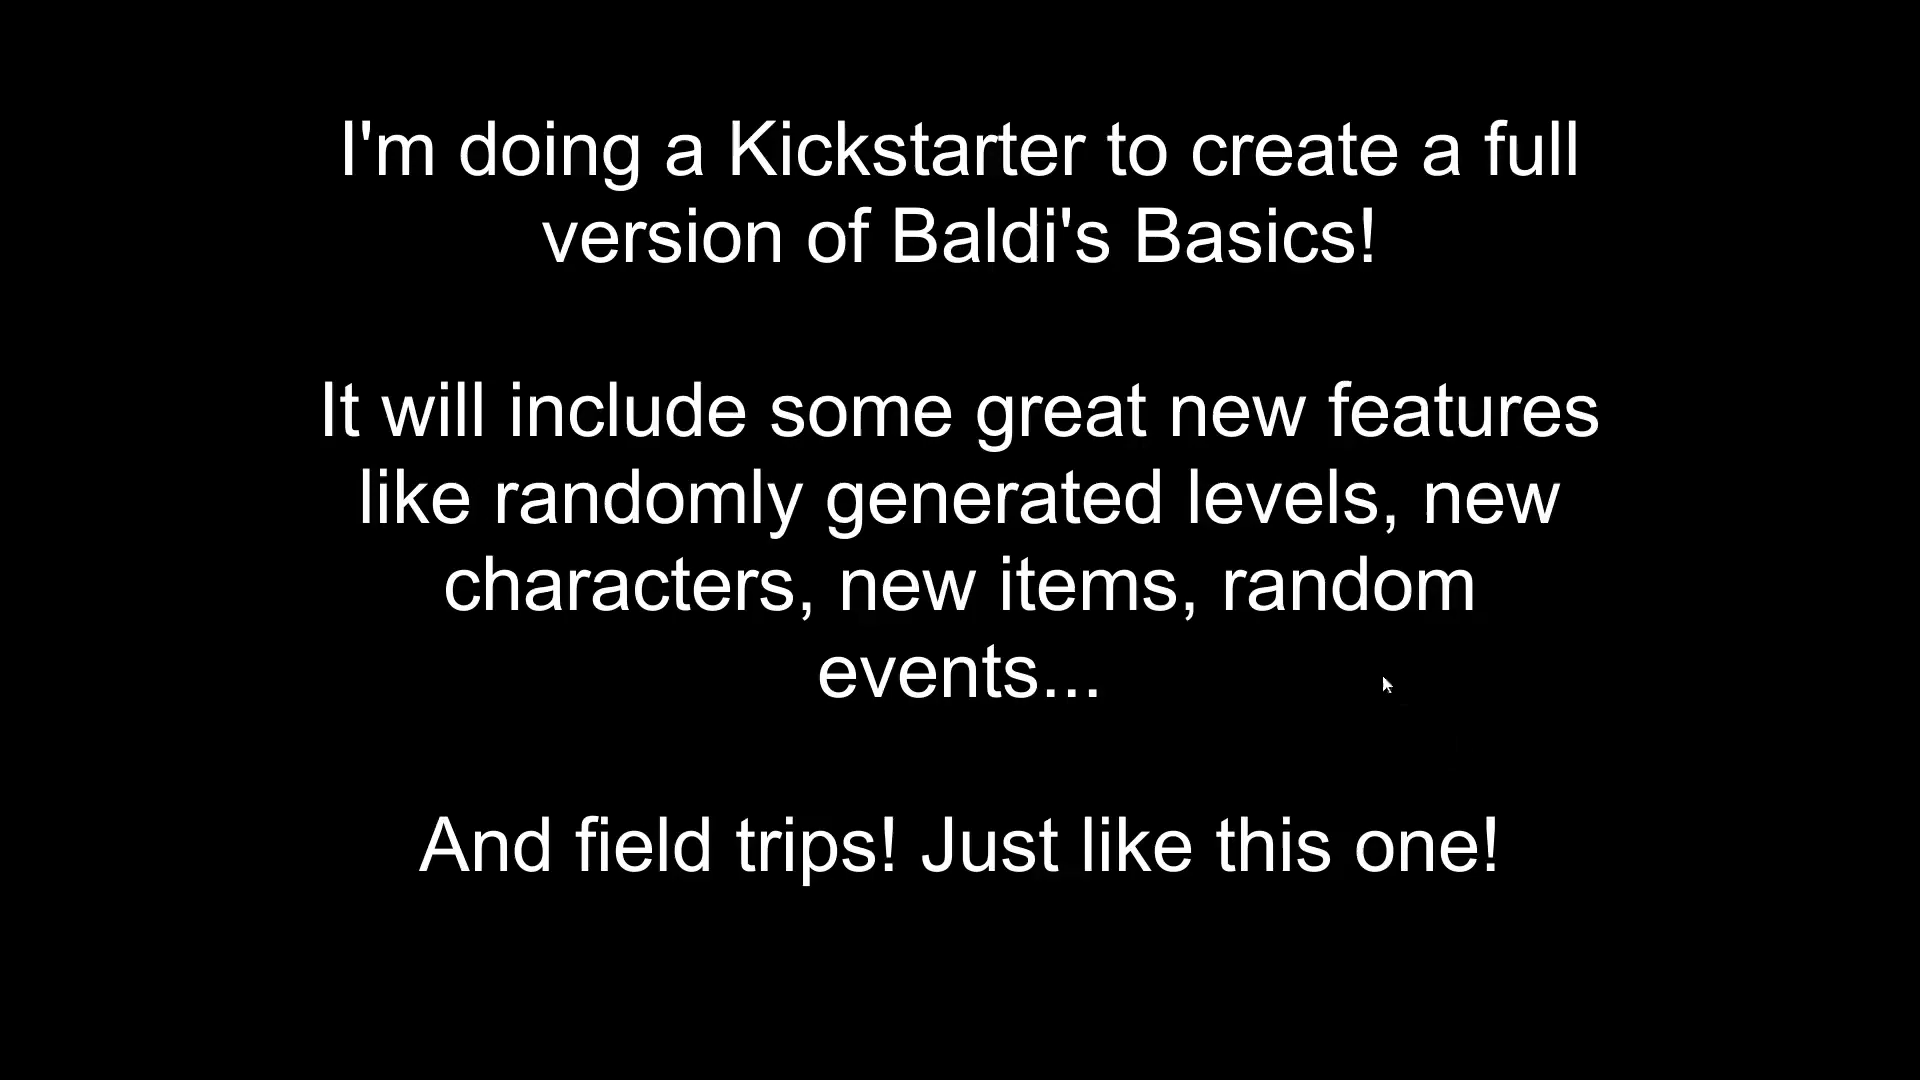 I'm doing a Kickstarter to create a full
version of Baldi's Basics!
It will include some great new features
like randomly generated levels, new
characters, new items, random
events...
And field trips! Just like this one!